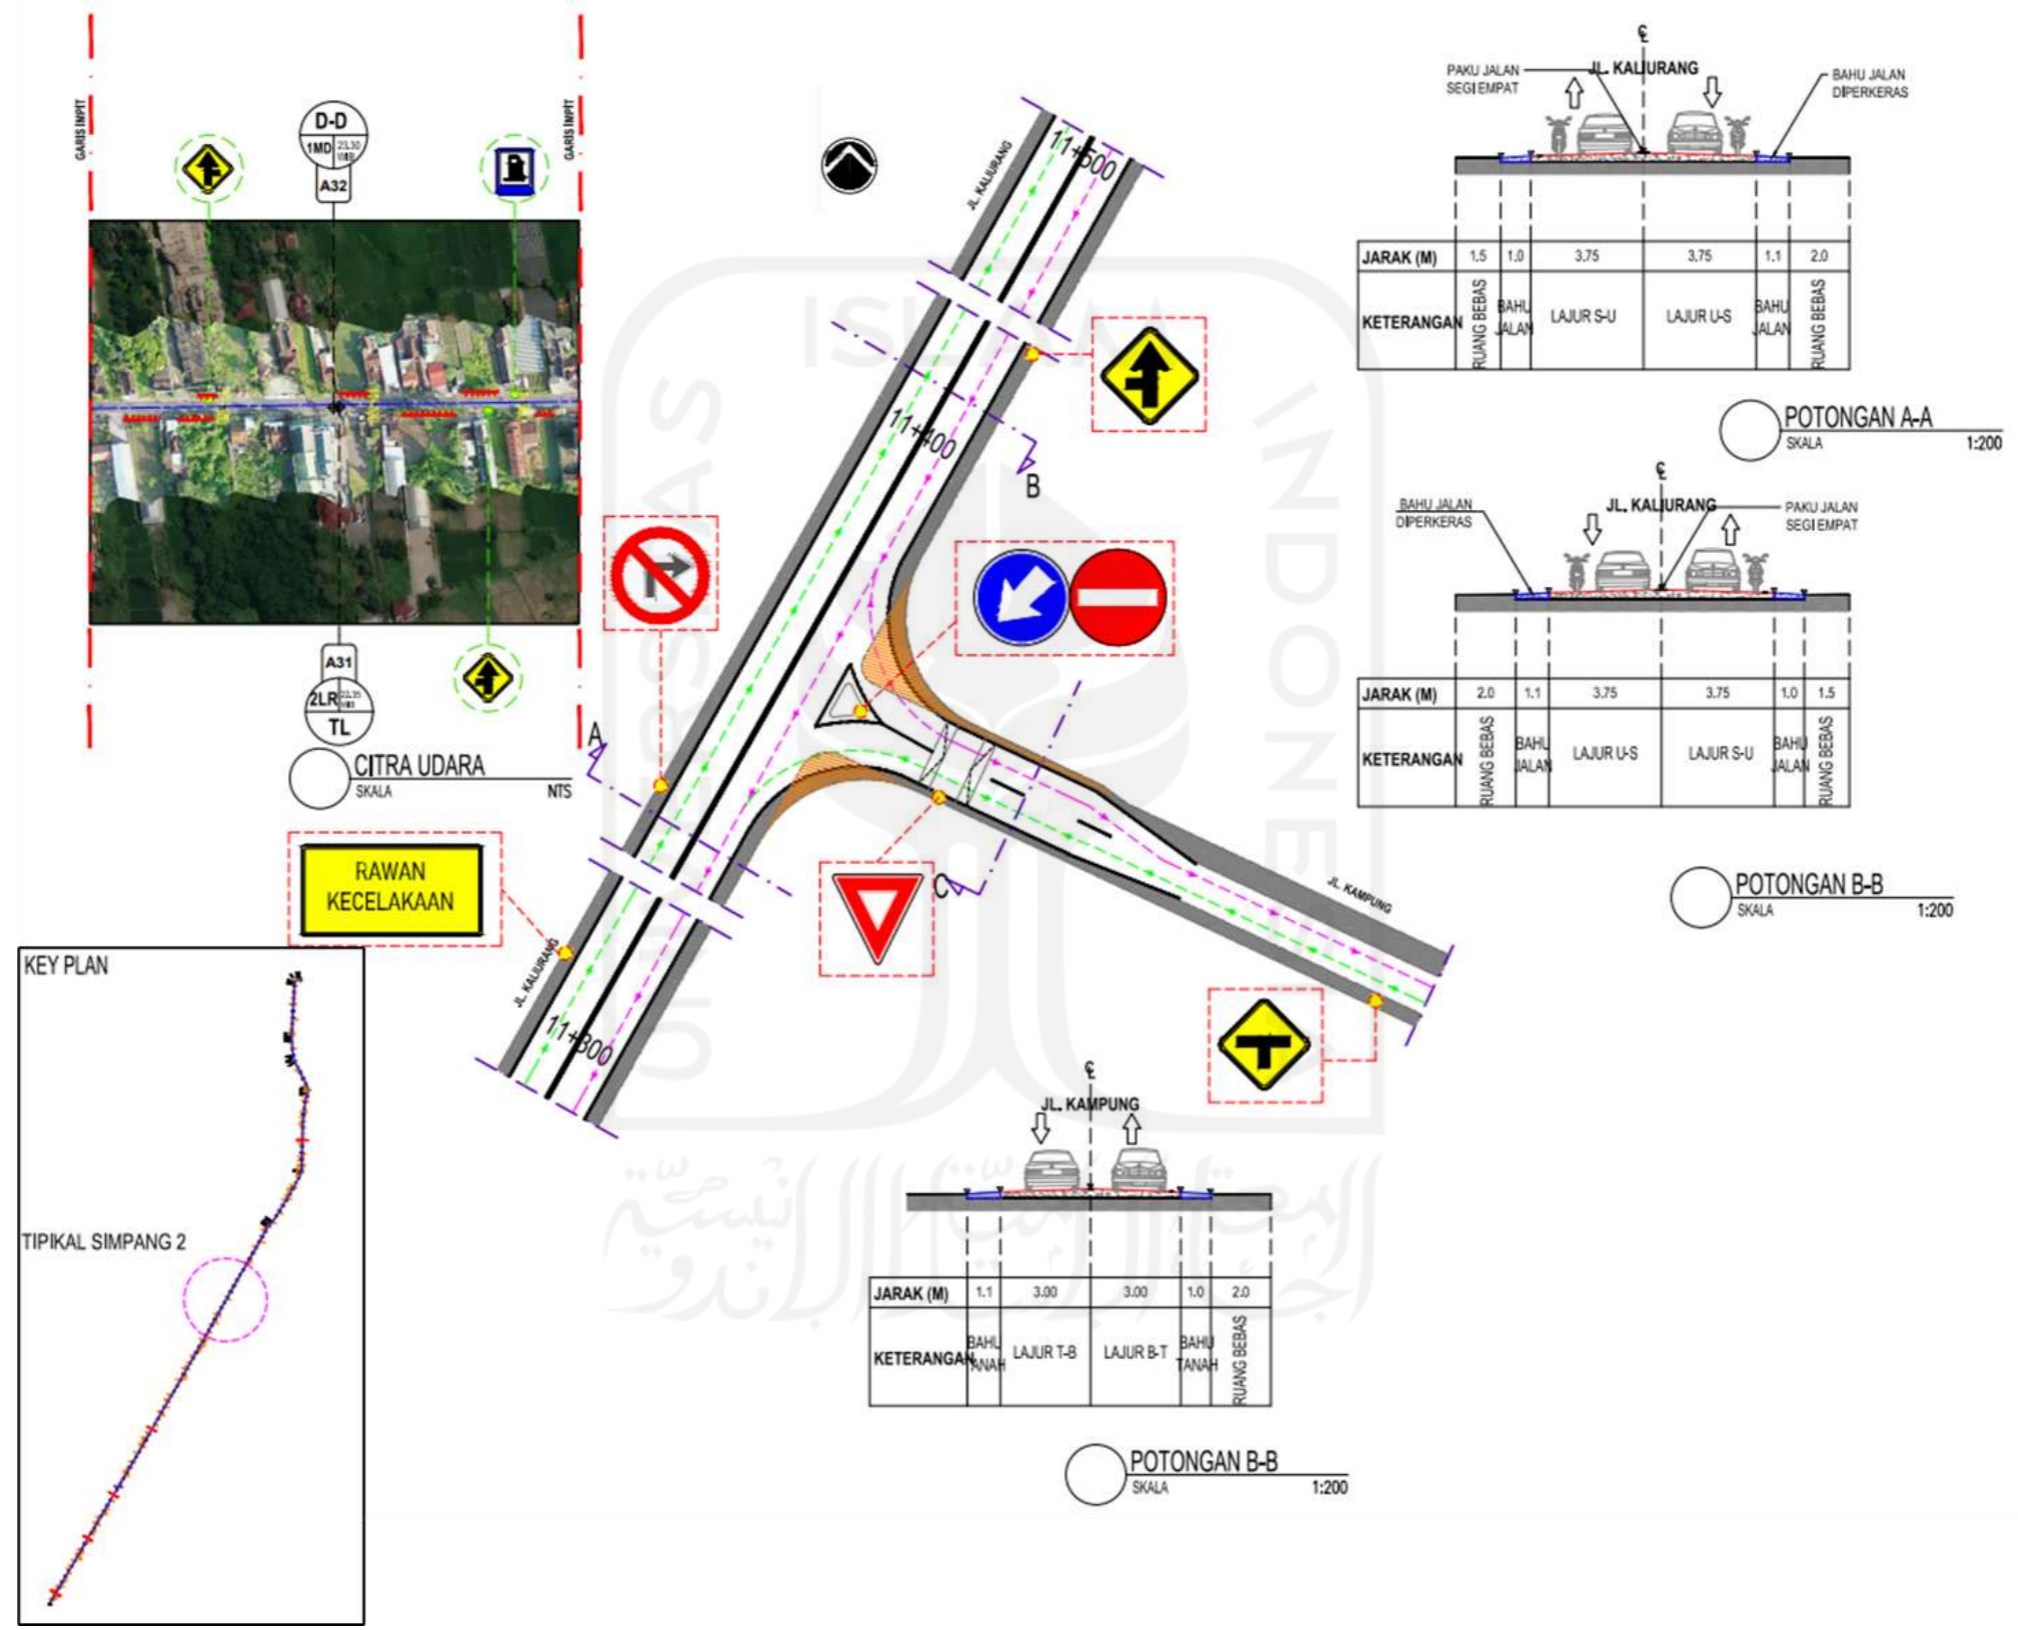 GARIS IMPIT
GARIS IMPIT
D-D
1MD
23.30
WIB
A32
A31
2LR
TL
CITRA UDARA
SKALA
NTS
RAWAN
KECELAKAAN
KEY PLAN
TIPIKAL SIMPANG 2
JL. KALIURANG
11+500
11+400
11+300
JL. KALIURANG
JL. KAMPUNG
A
B
C
PAKU JALAN
SEGI EMPAT
JL. KALIURANG
BAHU JALAN
DIPERKERAS
JARAK (M) 1.5 1.0 3.75 3.75 1.1 2.0
KETERANGAN RUANG BEBAS BAHU JALAN LAJUR S-U LAJUR U-S BAHU JALAN RUANG BEBAS
POTONGAN A-A
SKALA 1:200
BAHU JALAN
DIPERKERAS
JL. KALIURANG
PAKU JALAN
SEGI EMPAT
JARAK (M) 2.0 1.1 3.75 3.75 1.0 1.5
KETERANGAN RUANG BEBAS BAHU JALAN LAJUR U-S LAJUR S-U BAHU JALAN RUANG BEBAS
POTONGAN B-B
SKALA 1:200
JL. KAMPUNG
JARAK (M) 1.1 3.00 3.00 1.0 2.0
KETERANGAN BAHU TANAH LAJUR T-B LAJUR B-T BAHU TANAH RUANG BEBAS
POTONGAN B-B
SKALA 1:200
ISLAM
INDONE